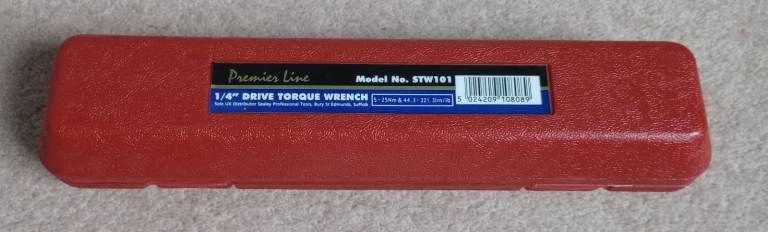 Premier Line
Model No. STW101
1/4" DRIVE TORQUE WRENCH
5-25Nm & 44.3-221.3lns/lb
Sole UK Distributor Sealey Professional Tools, Bury St Edmunds, Suffolk
5 024209 108089